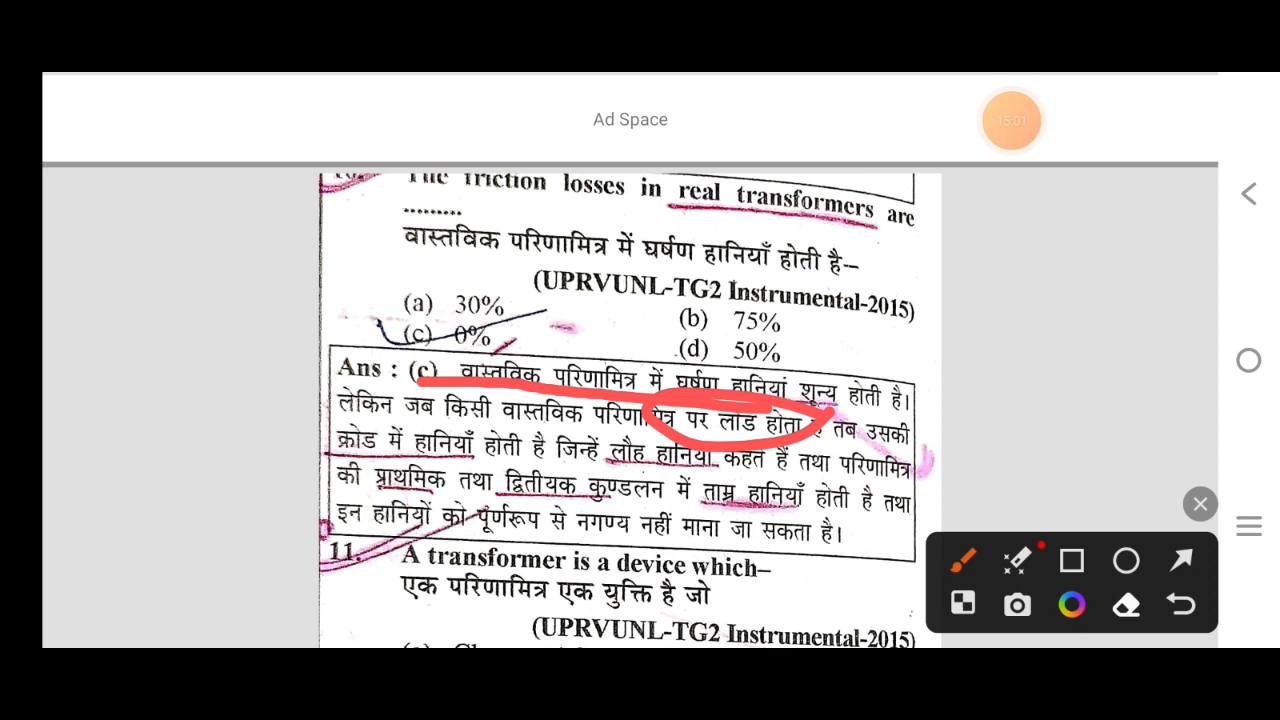 Ad Space
15:01
The friction losses in real transformers are
.........
वास्तविक परिणामित्र में घर्षण हानियाँ होती है–
(UPRVUNL-TG2 Instrumental-2015)
(a) 30%
(b) 75%
(c) 0%
(d) 50%
Ans : (c) वास्तविक परिणामित्र में घर्षण हानियां शून्य होती है।
लेकिन जब किसी वास्तविक परिणामित्र पर लोड होता है तब उसकी
क्रोड में हानियाँ होती है जिन्हें लौह हानियाँ कहते हैं तथा परिणामित्र
की प्राथमिक तथा द्वितीयक कुण्डलन में ताम्र हानियाँ होती है तथा
इन हानियों को पूर्णरूप से नगण्य नहीं माना जा सकता है।
11. A transformer is a device which–
एक परिणामित्र एक युक्ति है जो
(UPRVUNL-TG2 Instrumental-2015)